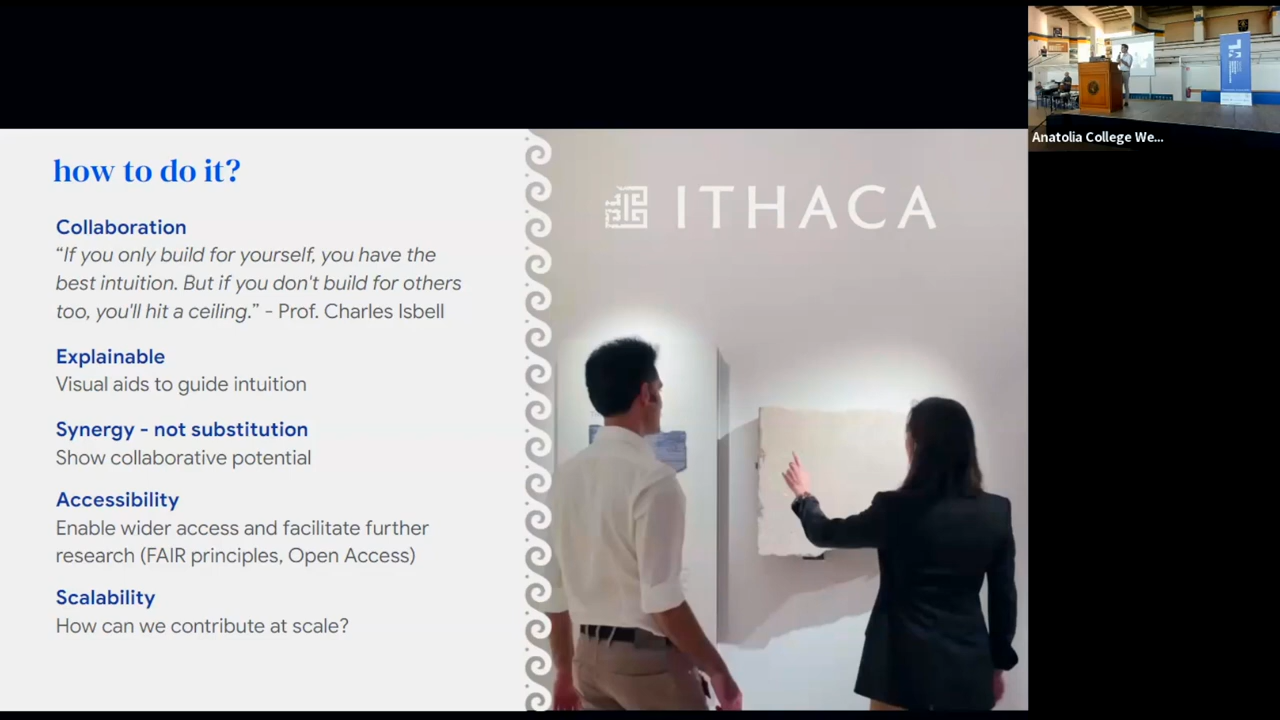 how to do it?
Collaboration
“If you only build for yourself, you have the
best intuition. But if you don't build for others
too, you'll hit a ceiling.” - Prof. Charles Isbell
Explainable
Visual aids to guide intuition
Synergy - not substitution
Show collaborative potential
Accessibility
Enable wider access and facilitate further
research (FAIR principles, Open Access)
Scalability
How can we contribute at scale?
ITHACA
Anatolia College We...